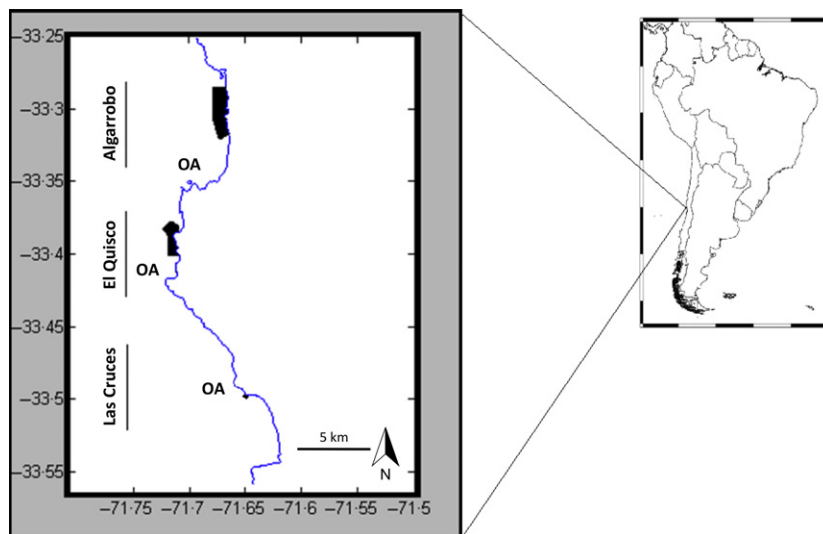 −33·25
−33·3
−33·35
−33·4
−33·45
−33·5
−33·55
Algarrobo
El Quisco
Las Cruces
OA
OA
OA
5 km
N
−71·75 −71·7 −71·65 −71·6 −71·55 −71·5